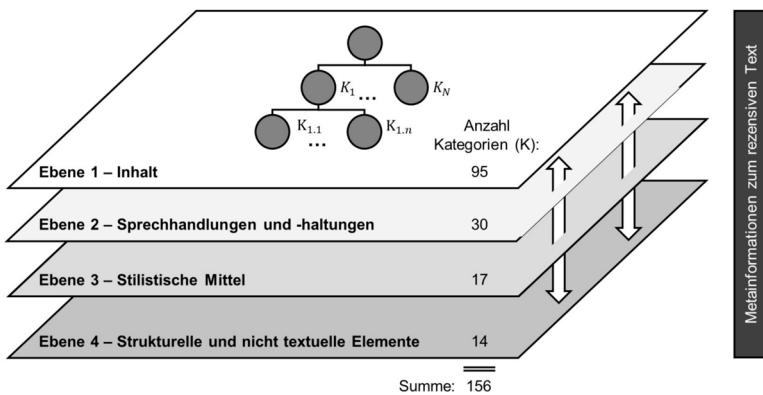 K₁
...
K_N
K₁.₁
...
K₁.ₙ
Anzahl
Kategorien (K):
Ebene 1 – Inhalt 95
Ebene 2 – Sprechhandlungen und -haltungen 30
Ebene 3 – Stilistische Mittel 17
Ebene 4 – Strukturelle und nicht textuelle Elemente 14
Summe: 156
Metainformationen zum rezensiven Text